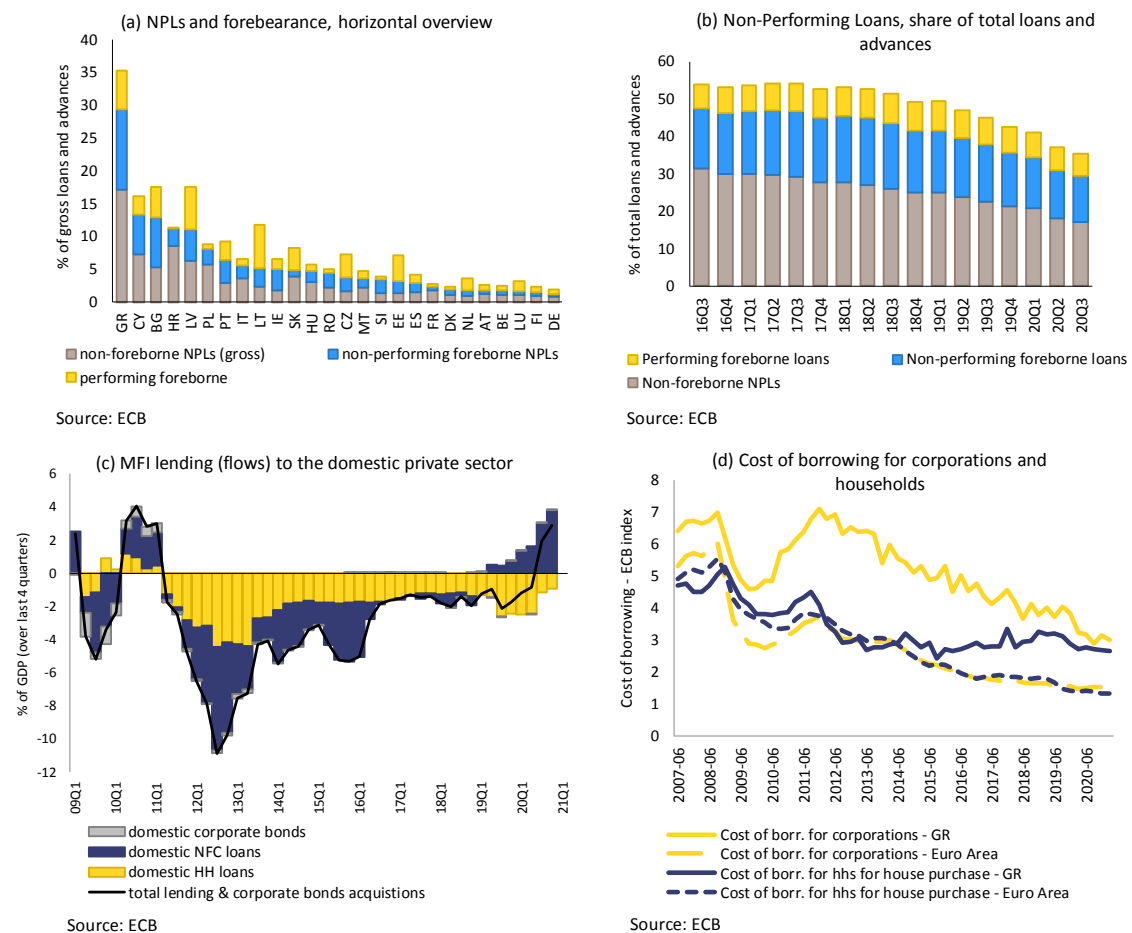 (a) NPLs and forebearance, horizontal overview
% of gross loans and advances
40
35
30
25
20
15
10
5
0
GR
CY
BG
HR
LV
PL
PT
IT
LT
IE
SK
HU
RO
CZ
MT
SI
EE
ES
FR
DK
NL
AT
BE
LU
FI
DE
non-foreborne NPLs (gross)
non-performing foreborne NPLs
performing foreborne
Source: ECB
(b) Non-Performing Loans, share of total loans and
advances
% of total loans and advances
60
50
40
30
20
10
0
16Q3
16Q4
17Q1
17Q2
17Q3
17Q4
18Q1
18Q2
18Q3
18Q4
19Q1
19Q2
19Q3
19Q4
20Q1
20Q2
20Q3
Performing foreborne loans
Non-performing foreborne loans
Non-foreborne NPLs
Source: ECB
(c) MFI lending (flows) to the domestic private sector
% of GDP (over last 4 quarters)
6
4
2
0
-2
-4
-6
-8
-10
-12
09Q1
10Q1
11Q1
12Q1
13Q1
14Q1
15Q1
16Q1
17Q1
18Q1
19Q1
20Q1
21Q1
domestic corporate bonds
domestic NFC loans
domestic HH loans
total lending & corporate bonds acquistions
Source: ECB
(d) Cost of borrowing for corporations and
households
Cost of borrowing - ECB index
8
7
6
5
4
3
2
1
0
2007-06
2008-06
2009-06
2010-06
2011-06
2012-06
2013-06
2014-06
2015-06
2016-06
2017-06
2018-06
2019-06
2020-06
Cost of borr. for corporations - GR
Cost of borr. for corporations - Euro Area
Cost of borr. for hhs for house purchase - GR
Cost of borr. for hhs for house purchase - Euro Area
Source: ECB